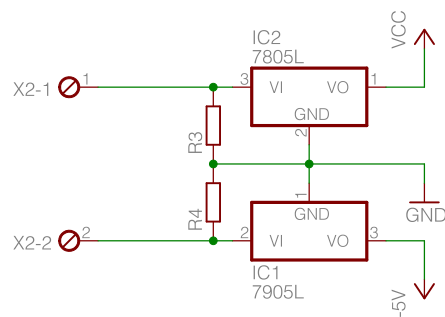 IC2
7805L
VCC
X2-1
1
3
VI
VO
1
GND
2
R3
R4
1
GND
GND
X2-2
2
2
VI
VO
3
IC1
7905L
-5V